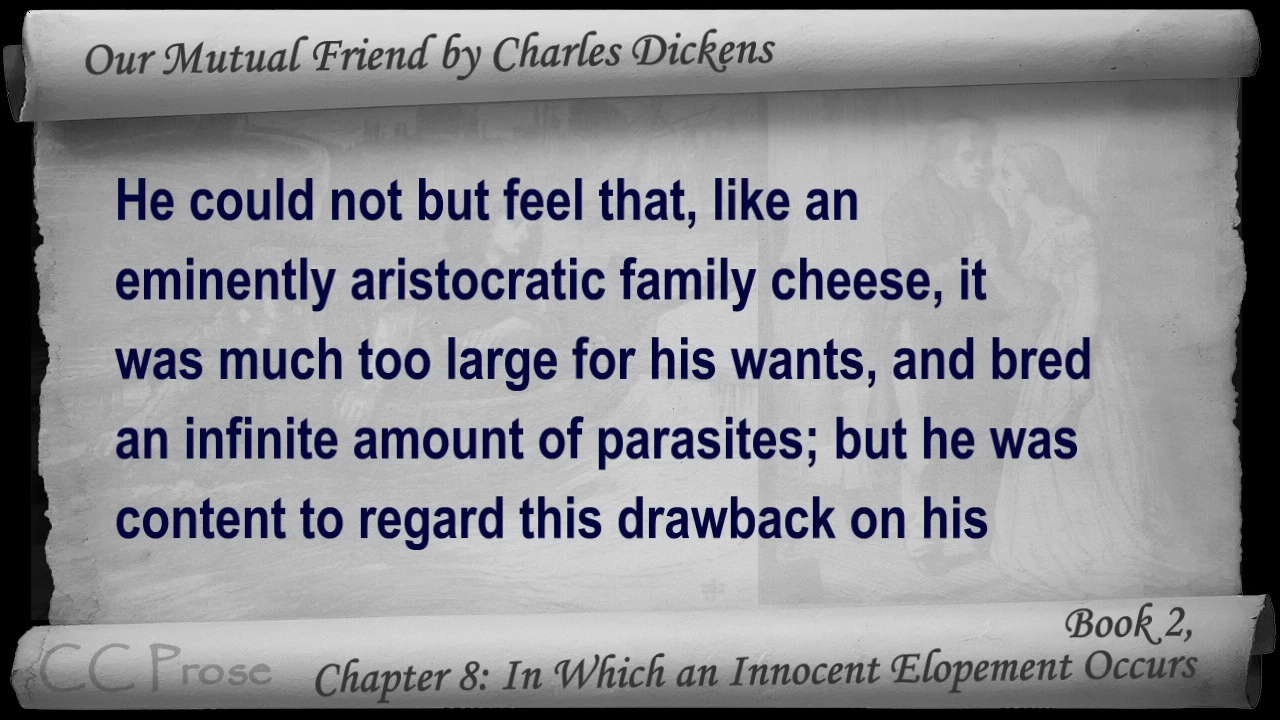 Our Mutual Friend by Charles Dickens
He could not but feel that, like an
eminently aristocratic family cheese, it
was much too large for his wants, and bred
an infinite amount of parasites; but he was
content to regard this drawback on his
Book 2,
CC Prose
Chapter 8: In Which an Innocent Elopement Occurs